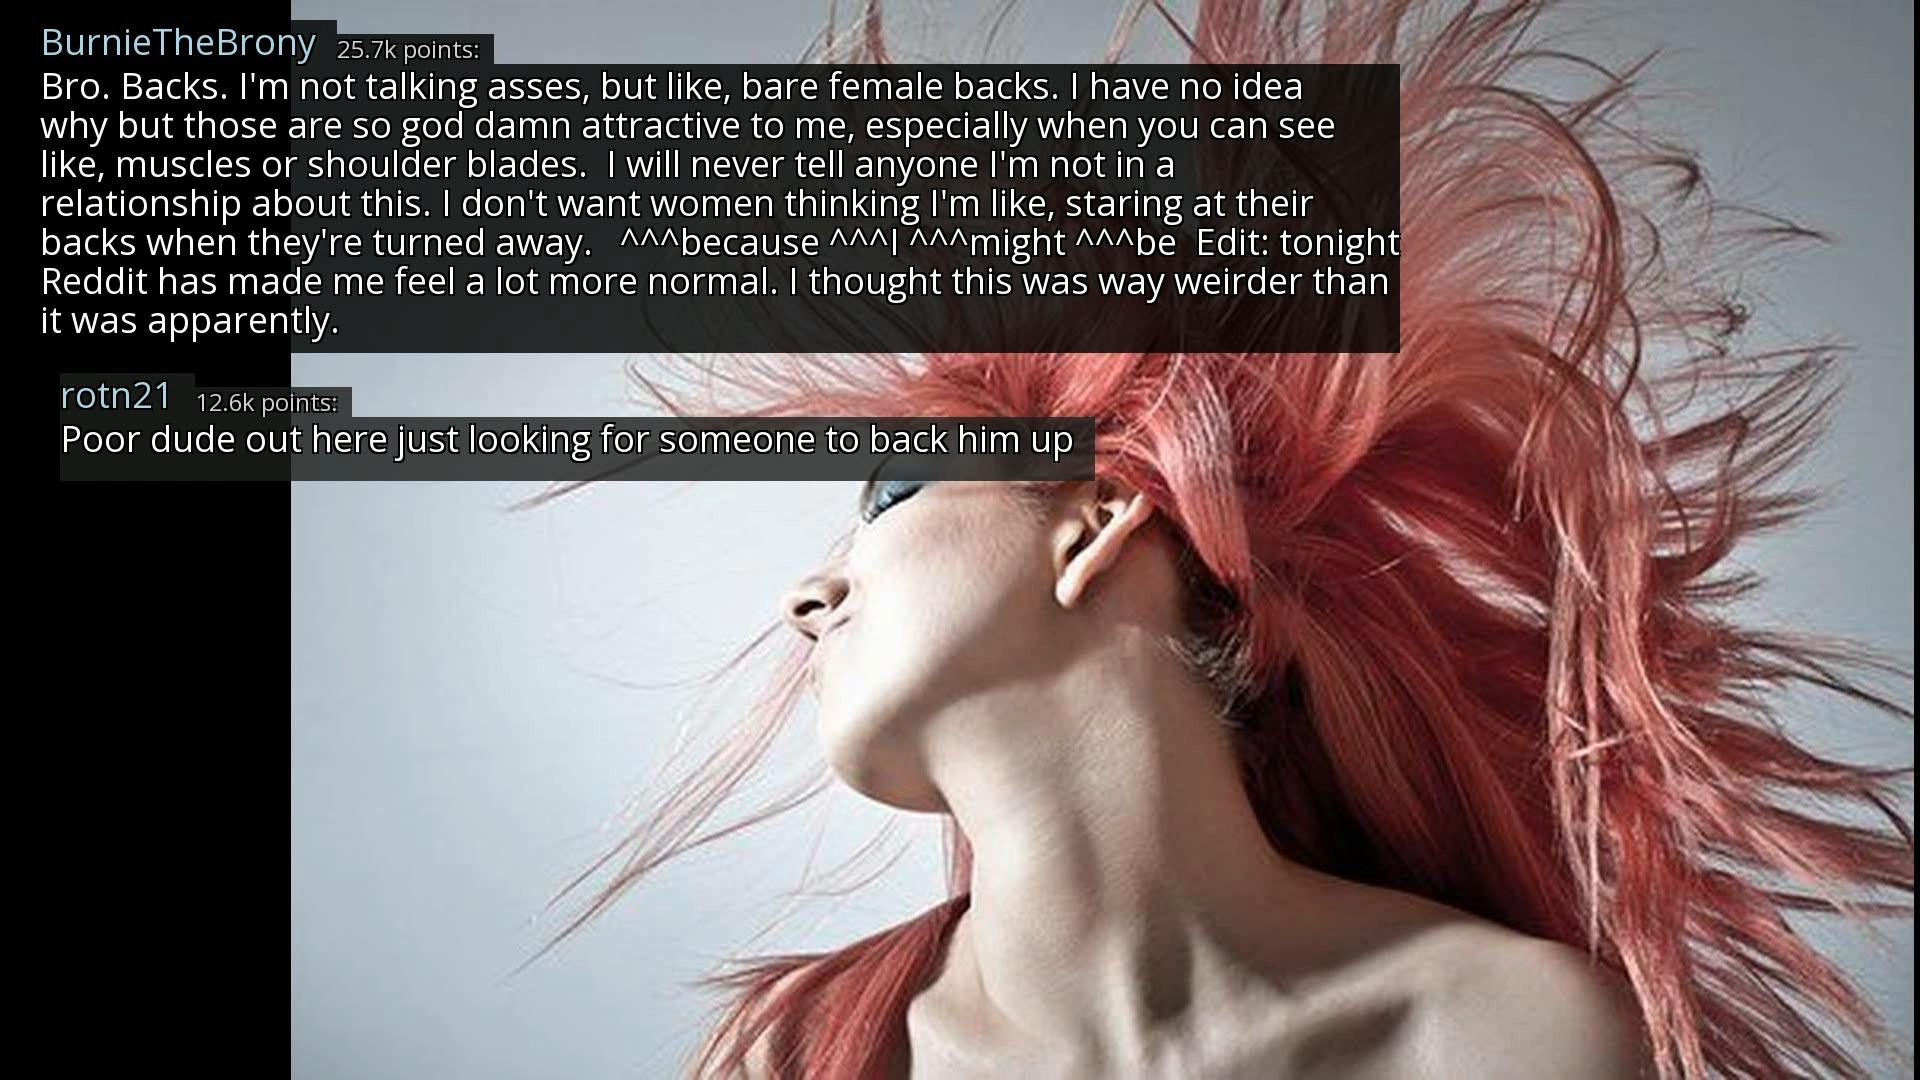 BurnieTheBrony 25.7k points:
Bro. Backs. I'm not talking asses, but like, bare female backs. I have no idea
why but those are so god damn attractive to me, especially when you can see
like, muscles or shoulder blades.  I will never tell anyone I'm not in a
relationship about this. I don't want women thinking I'm like, staring at their
backs when they're turned away.   ^^^because ^^^I ^^^might ^^^be  Edit: tonight
Reddit has made me feel a lot more normal. I thought this was way weirder than
it was apparently.
rotn21 12.6k points:
Poor dude out here just looking for someone to back him up